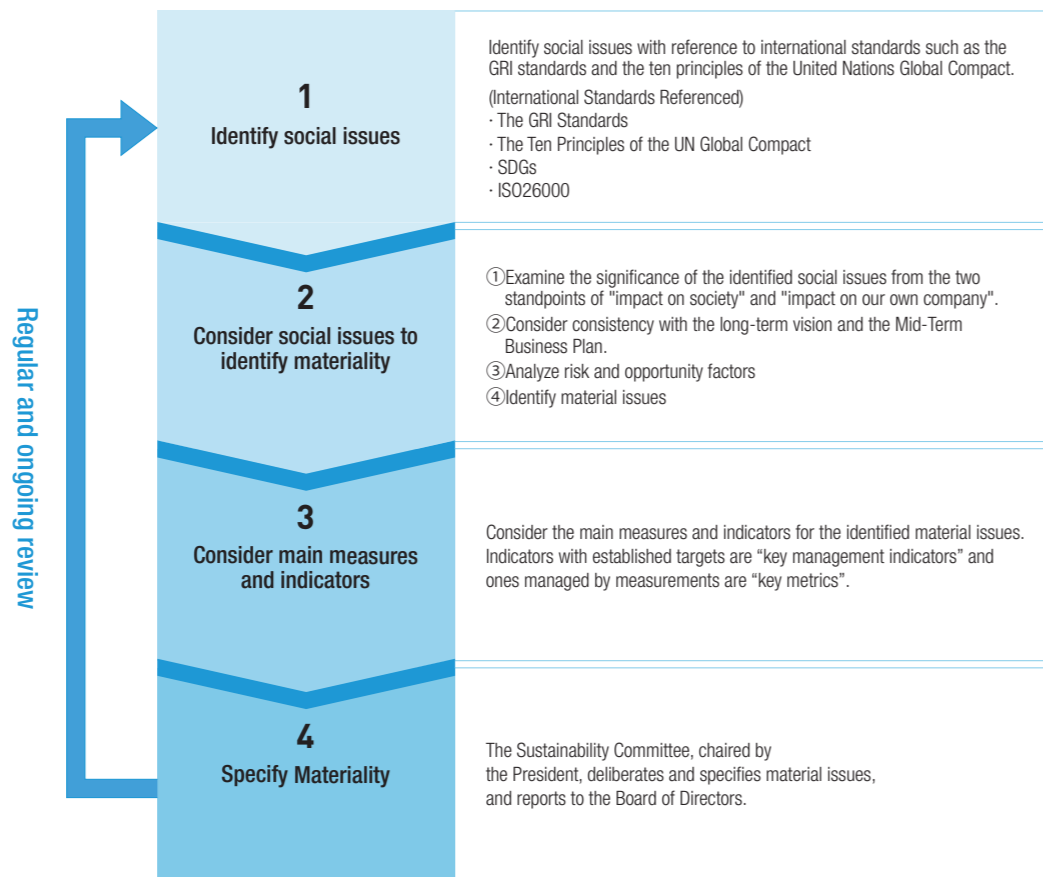 Regular and ongoing review
1
Identify social issues
Identify social issues with reference to international standards such as the
GRI standards and the ten principles of the United Nations Global Compact.
(International Standards Referenced)
· The GRI Standards
· The Ten Principles of the UN Global Compact
· SDGs
· ISO26000
2
Consider social issues to
identify materiality
①Examine the significance of the identified social issues from the two
standpoints of "impact on society" and "impact on our own company".
②Consider consistency with the long-term vision and the Mid-Term
Business Plan.
③Analyze risk and opportunity factors
④Identify material issues
3
Consider main measures
and indicators
Consider the main measures and indicators for the identified material issues.
Indicators with established targets are “key management indicators” and
ones managed by measurements are “key metrics”.
4
Specify Materiality
The Sustainability Committee, chaired by
the President, deliberates and specifies material issues,
and reports to the Board of Directors.